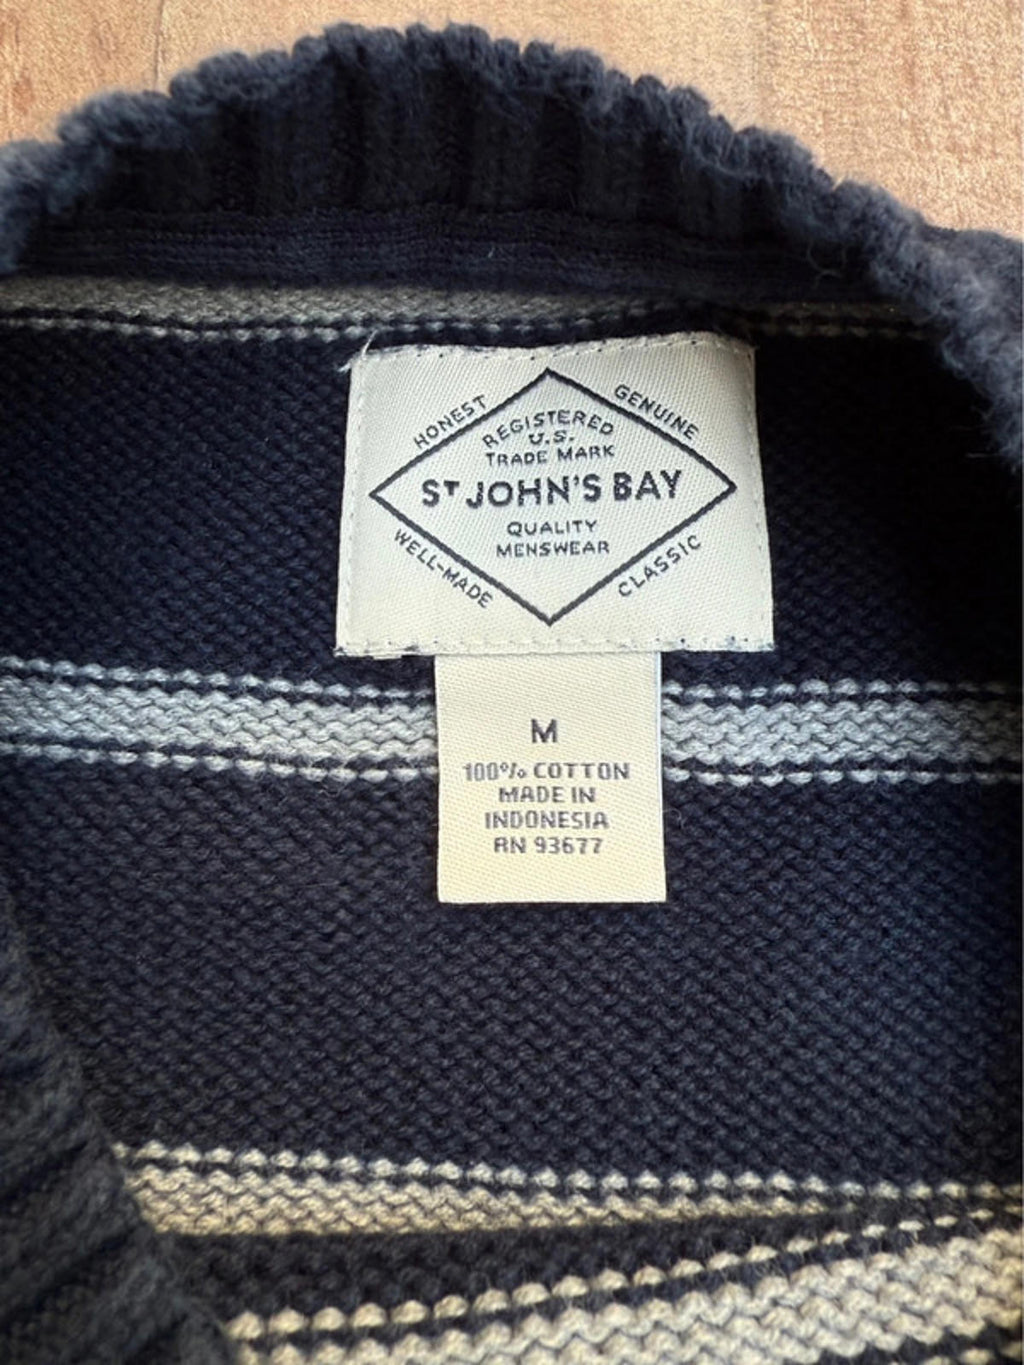 HONEST
GENUINE
REGISTERED
U.S.
TRADE MARK
ST JOHN'S BAY
QUALITY
MENSWEAR
WELL-MADE
CLASSIC
M
100% COTTON
MADE IN
INDONESIA
RN 93677